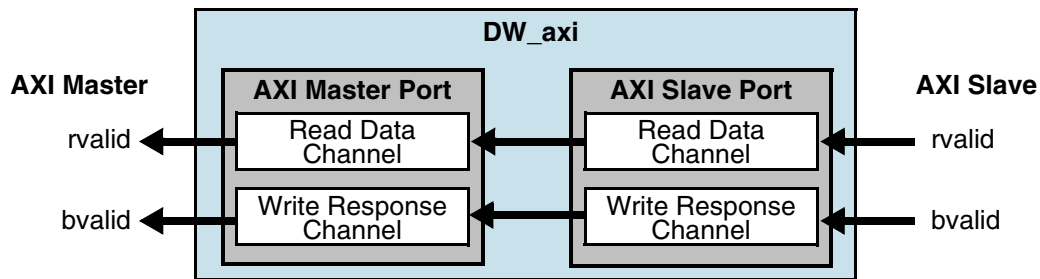 DW_axi
AXI Master
AXI Master Port
AXI Slave Port
AXI Slave
rvalid
Read Data
Channel
Read Data
Channel
rvalid
bvalid
Write Response
Channel
Write Response
Channel
bvalid